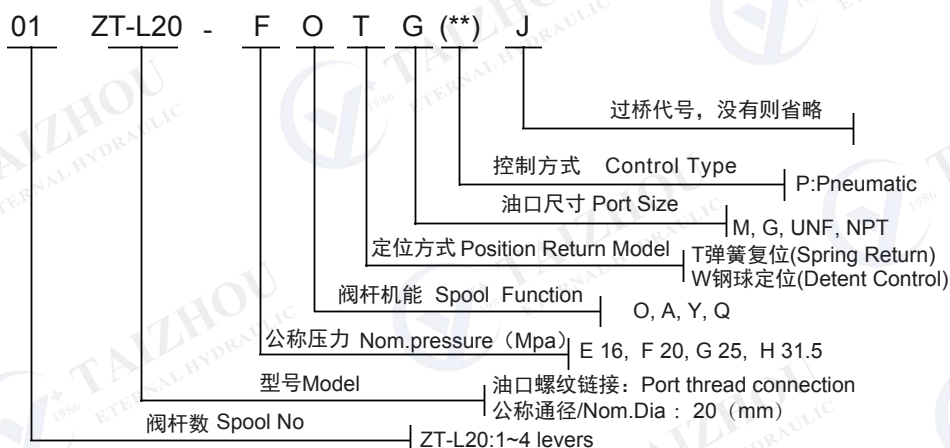 01 ZT-L20 - F O T G (**) J
过桥代号，没有则省略
控制方式 Control Type
P:Pneumatic
油口尺寸 Port Size
M, G, UNF, NPT
定位方式 Position Return Model
T弹簧复位(Spring Return)
W钢球定位(Detent Control)
阀杆机能 Spool Function
O, A, Y, Q
公称压力 Nom.pressure（Mpa）
E 16, F 20, G 25, H 31.5
型号Model
油口螺纹链接：Port thread connection
公称通径/Nom.Dia： 20（mm）
阀杆数 Spool No
ZT-L20:1~4 levers
TAIZHOU
ETERNAL HYDRAULIC
1986